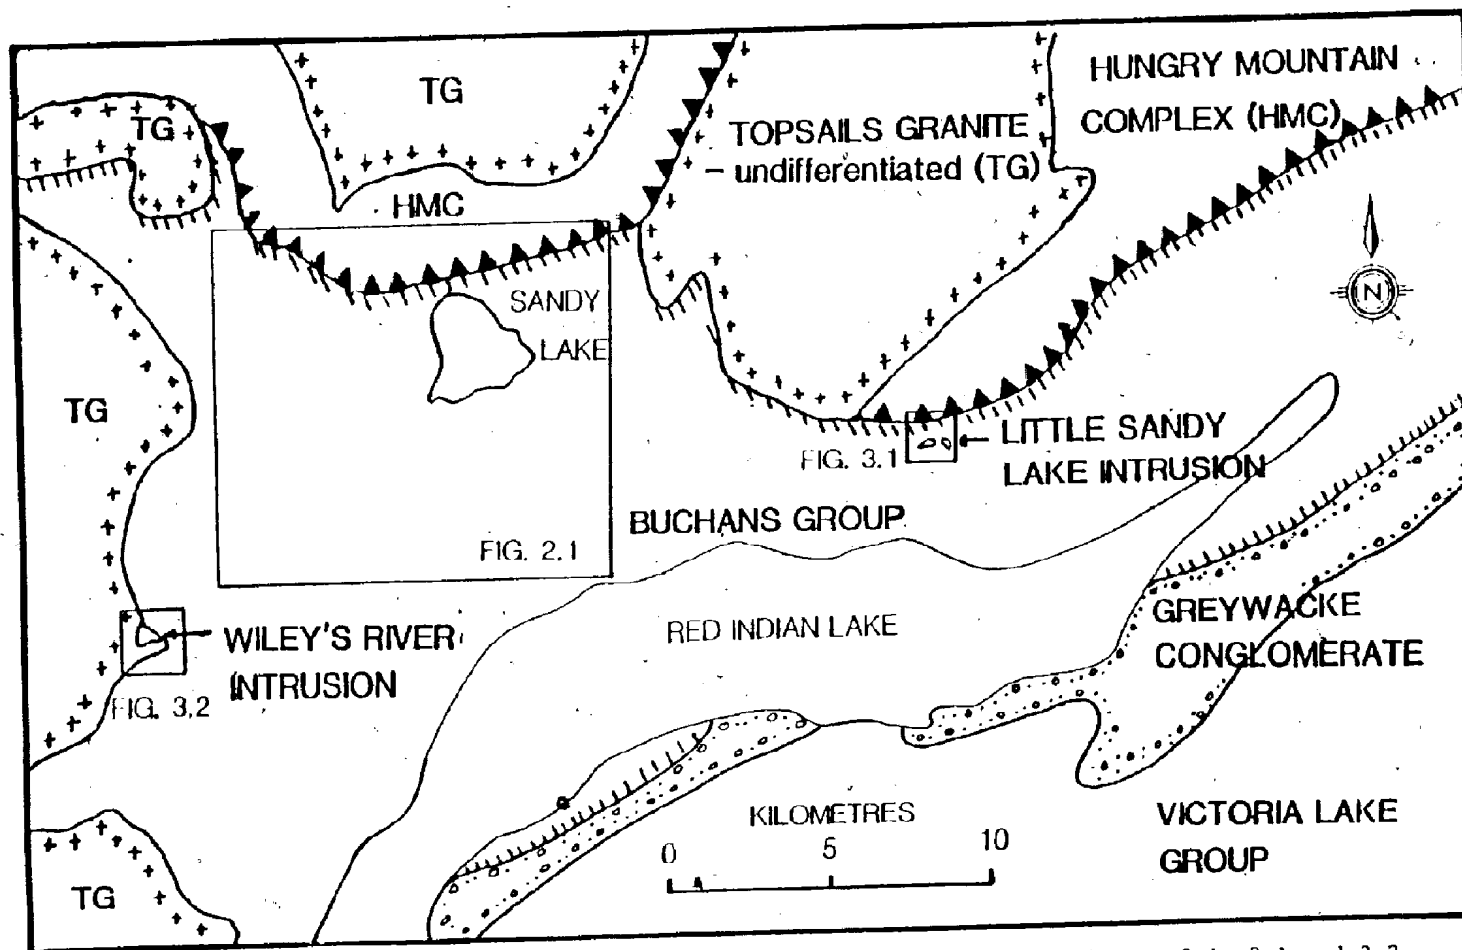 TG
TG
HUNGRY MOUNTAIN
COMPLEX (HMC)
TOPSAILS GRANITE
- undifferentiated (TG)
HMC
SANDY
LAKE
N
TG
LITTLE SANDY
LAKE INTRUSION
FIG. 3.1
BUCHANS GROUP
FIG. 2.1
GREYWACKE
CONGLOMERATE
RED INDIAN LAKE
WILEY'S RIVER
INTRUSION
FIG. 3.2
KILOMETRES
0 5 10
VICTORIA LAKE
GROUP
TG